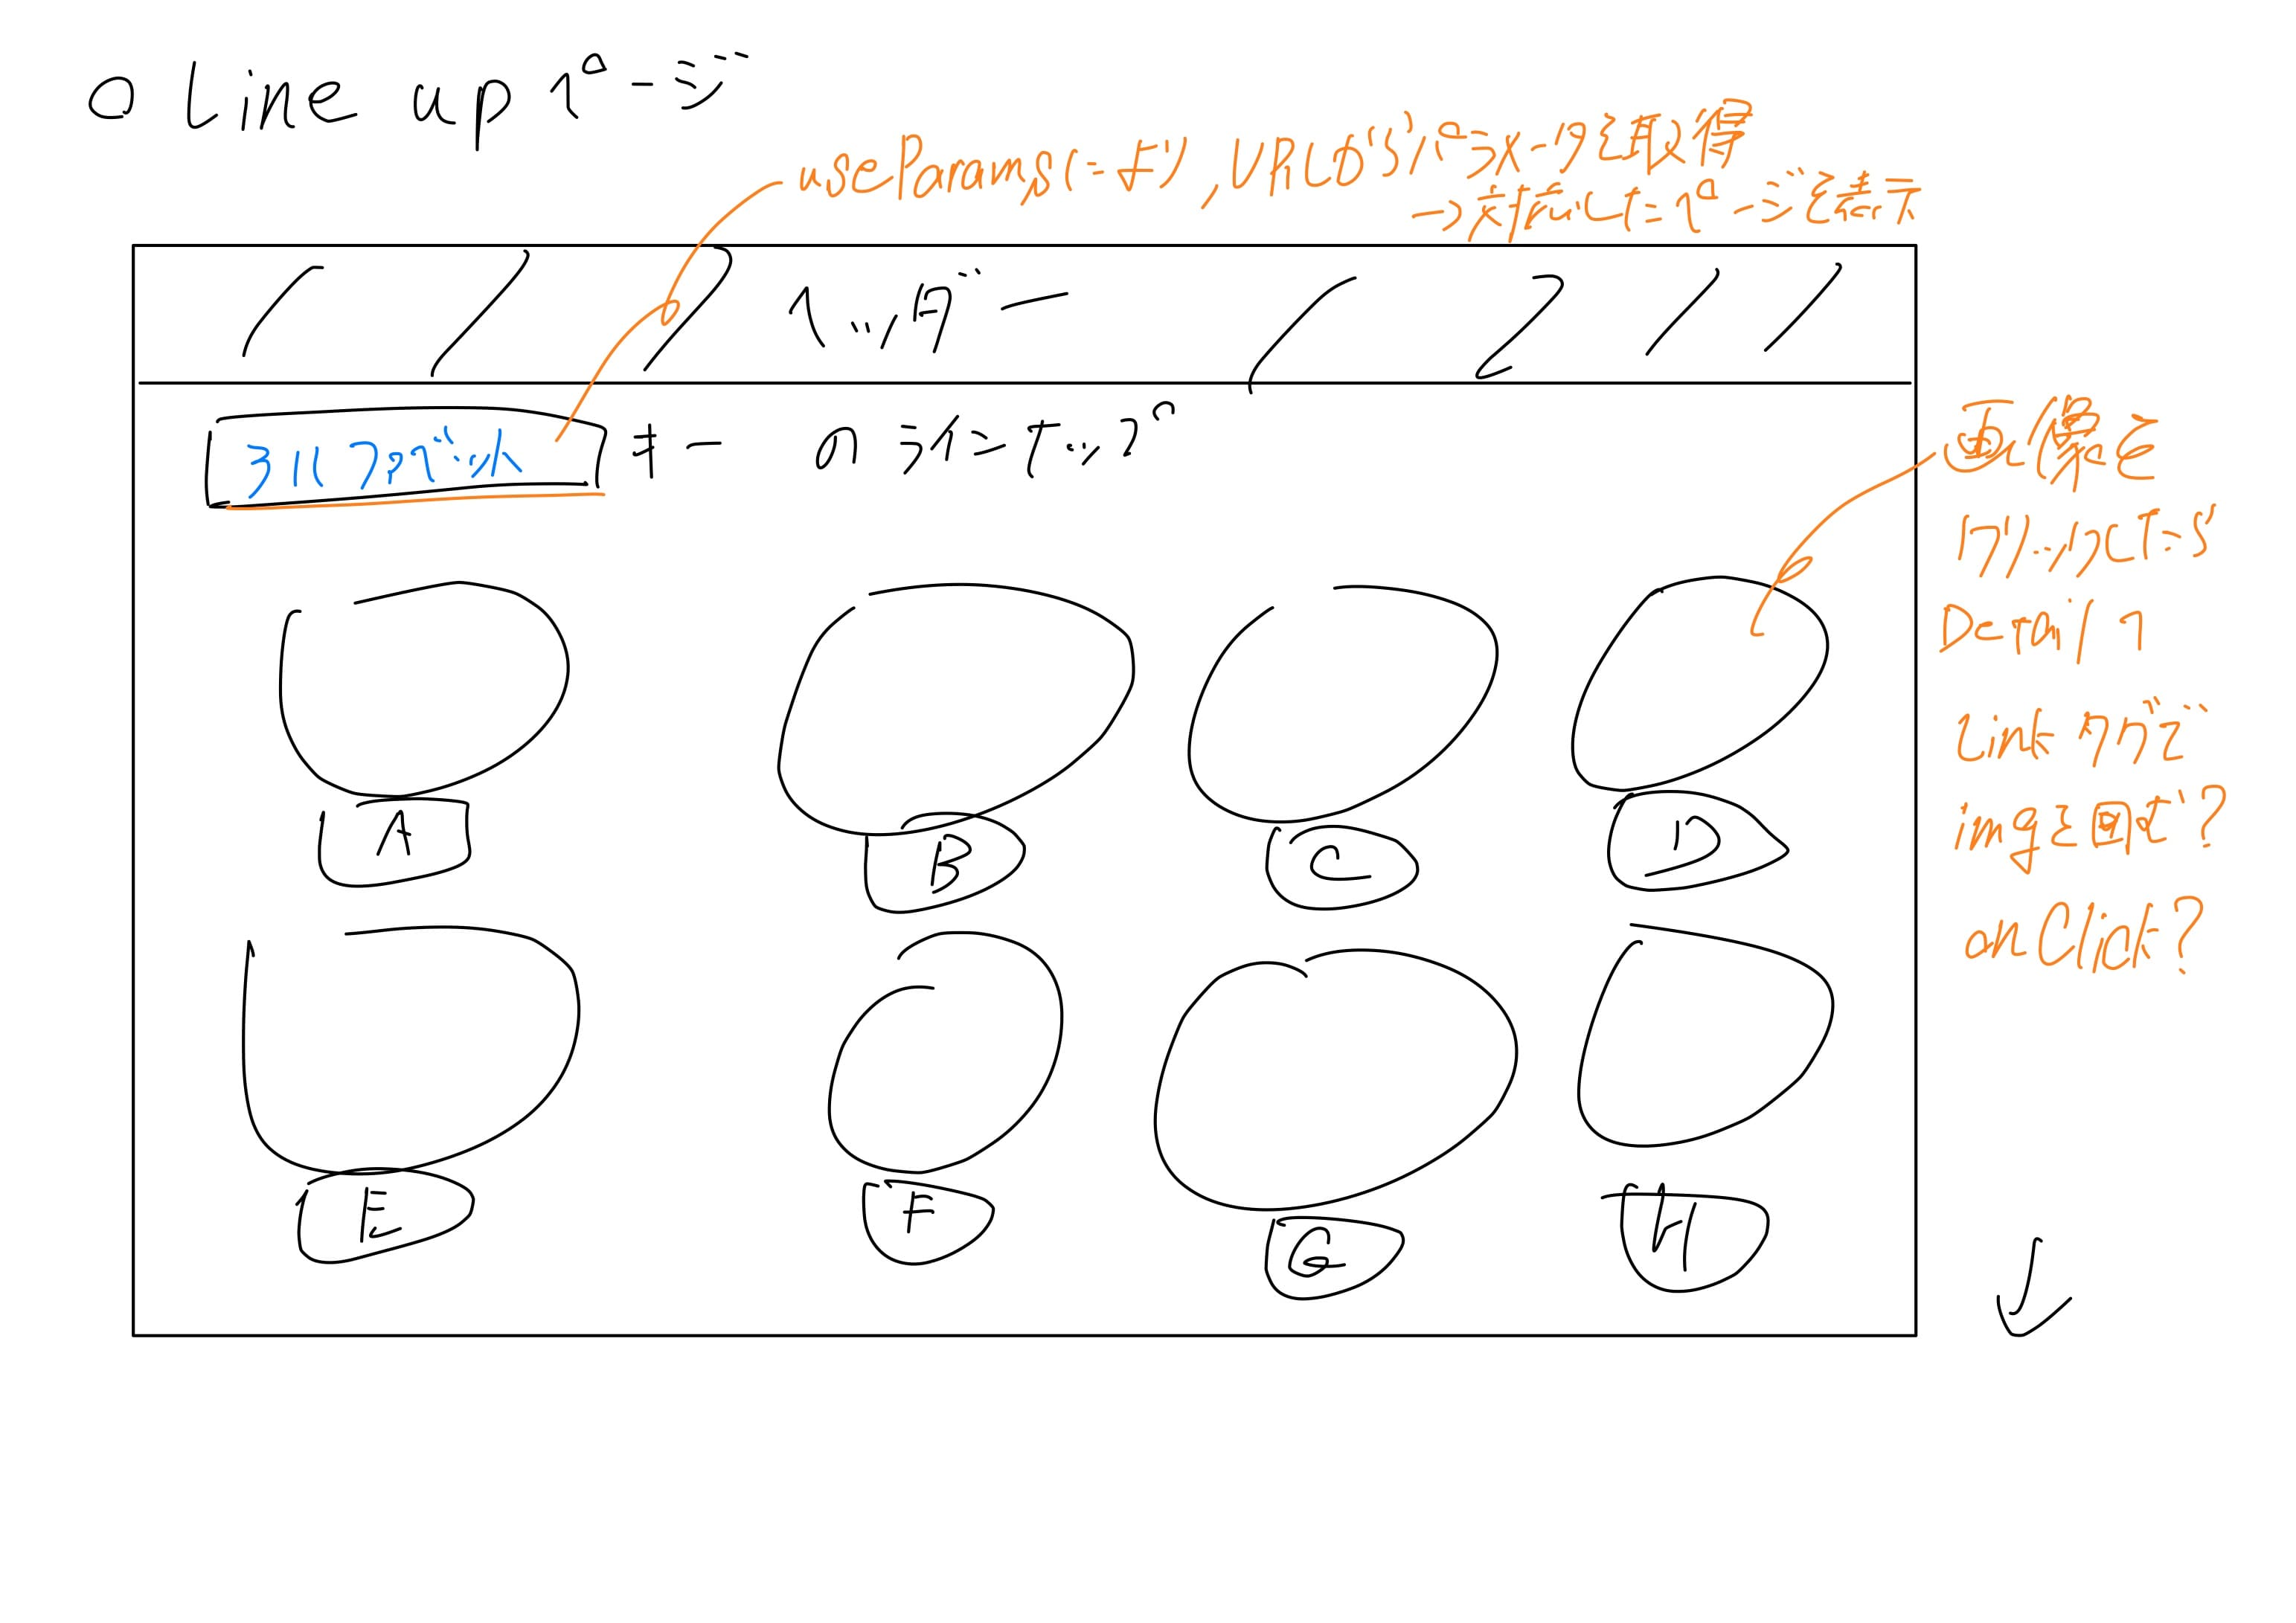 ○ Line up ページ
useParamsにより,URLからパラメータを取得
→対応したページを表示
ヘッダー
アルファベット キー のラインナップ
画像を
クリックしたら
Detailへ
Linkタグで
imgを囲む?
onClick?
A B C D
E F G H